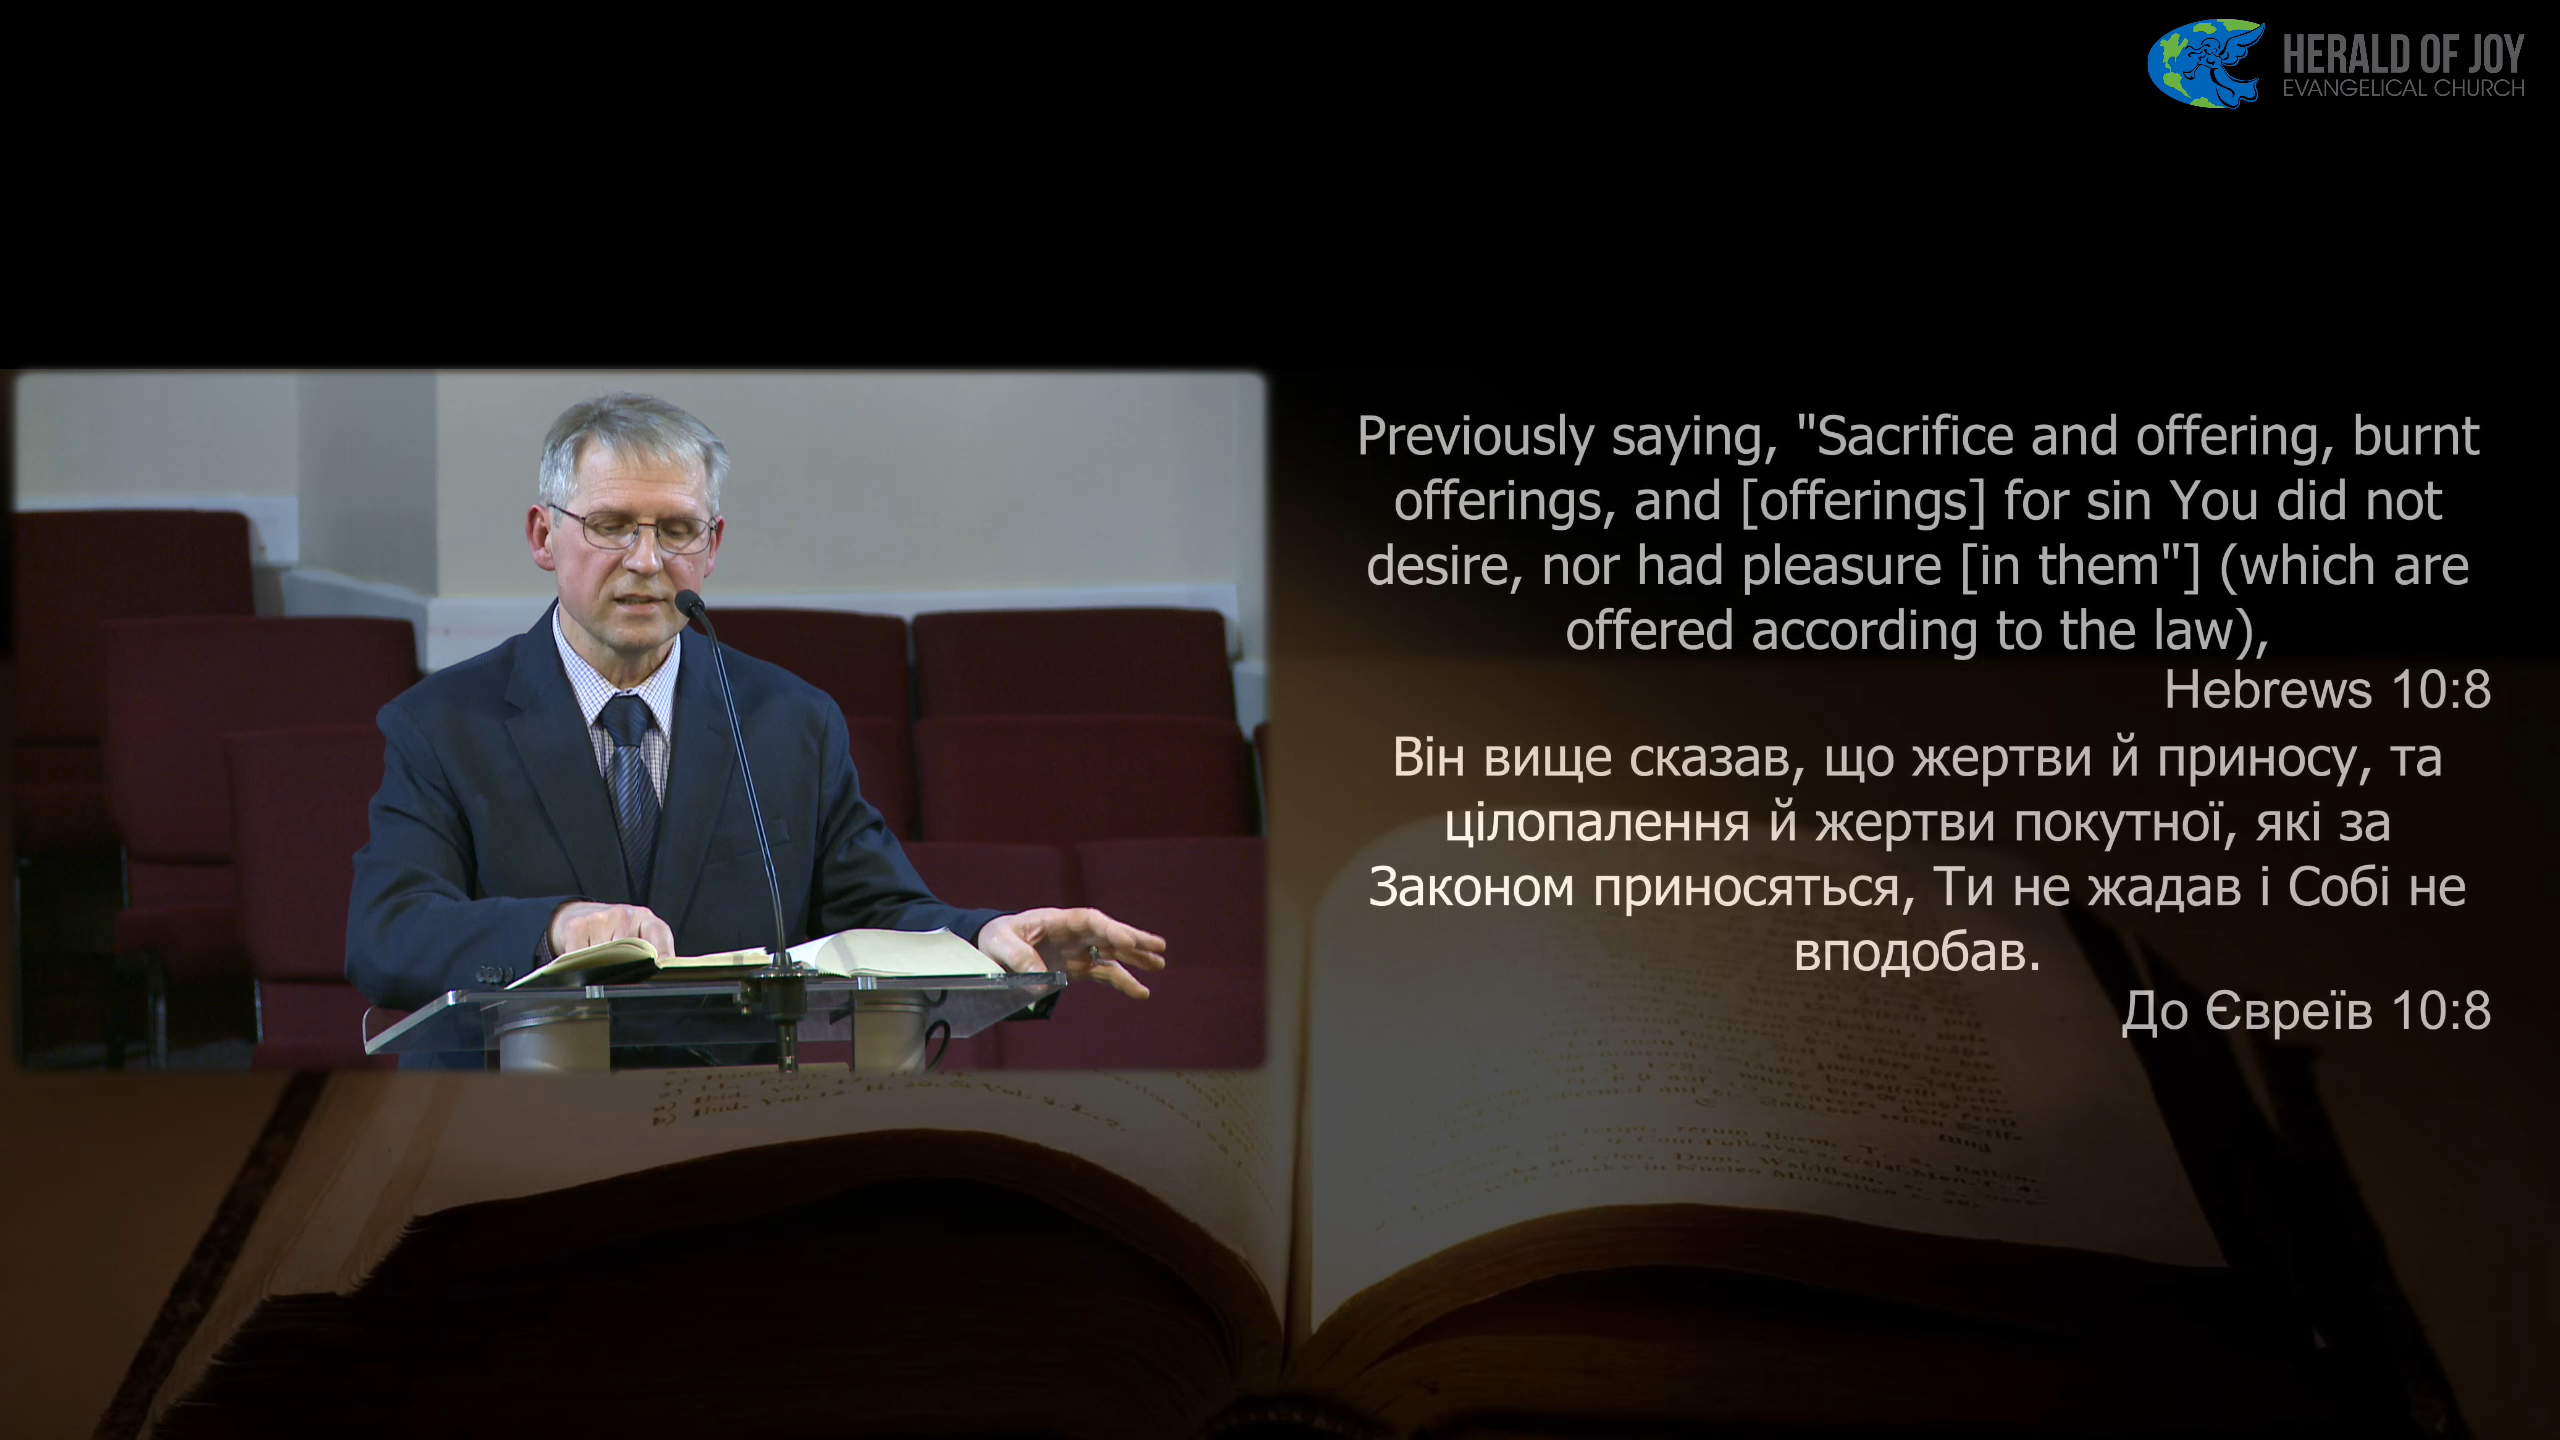 HERALD OF JOY
EVANGELICAL CHURCH
Previously saying, "Sacrifice and offering, burnt
offerings, and [offerings] for sin You did not
desire, nor had pleasure [in them"] (which are
offered according to the law),
Hebrews 10:8
Він вище сказав, що жертви й приносу, та
цілопалення й жертви покутної, які за
Законом приносяться, Ти не жадав і Собі не
вподобав.
До Євреїв 10:8